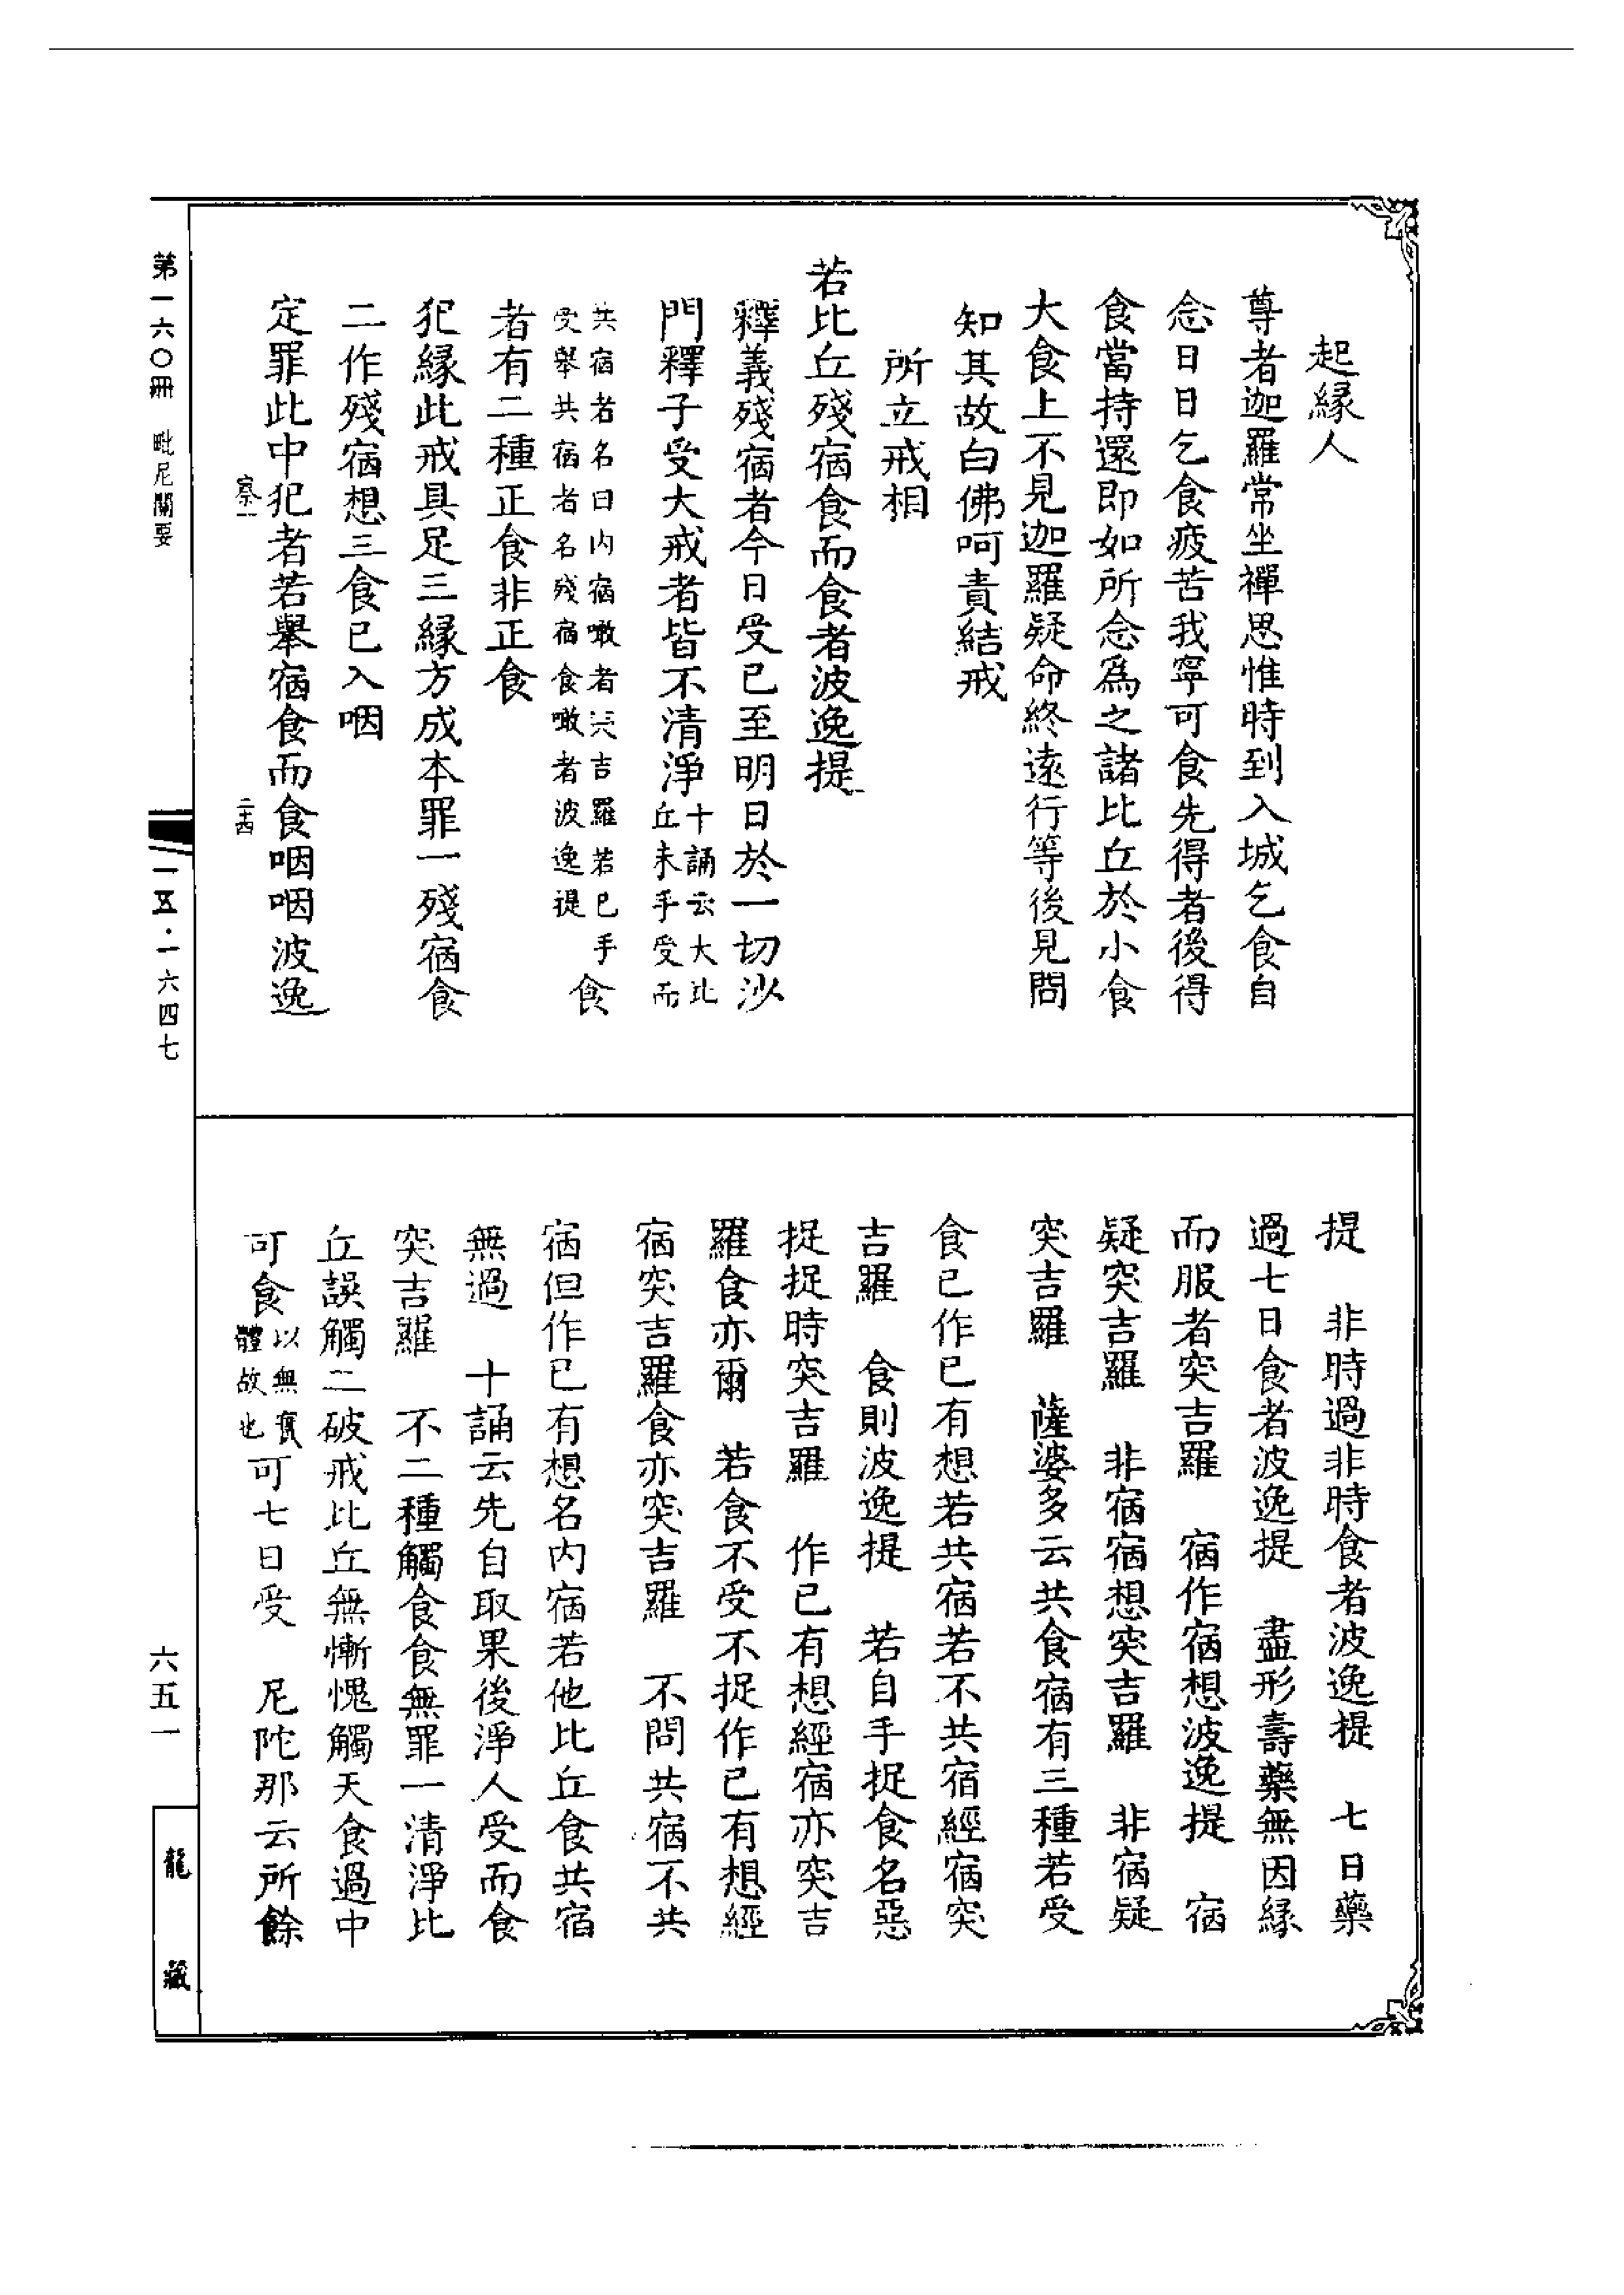 起緣人
尊者迦羅常坐禪思惟時到入城乞食自
念日日乞食疲苦我寧可食先得者後得
食當持還即如所念為之諸比丘於小食
大食上不見迦羅疑命終遠行等後見問
知其故白佛呵責結戒
所立戒相
若比丘殘宿食而食者波逸提
釋義殘宿者今日受已至明日於一切沙
門釋子受大戒者皆不清淨十誦云大比
丘未手受而
共宿者名曰內宿噉者突吉羅若已手
受舉共宿者名殘宿食噉者波逸提
食
者有二種正食非正食
犯緣此戒具足三緣方成本罪一殘宿食
二作殘宿想三食已入咽
定罪此中犯者若舉宿食而食咽咽波逸
提　非時過非時食者波逸提　七日藥
過七日食者波逸提　盡形壽藥無因緣
而服者突吉羅　宿作宿想波逸提　宿
疑突吉羅　非宿宿想突吉羅　非宿疑
突吉羅　薩婆多云共食宿有三種若受
食已作已有想若共宿若不共宿經宿突
吉羅　食則波逸提　若自手捉食名惡
捉捉時突吉羅　作已有想經宿亦突吉
羅食亦爾　若食不受不捉作已有想經
宿突吉羅食亦突吉羅　不問共宿不共
宿但作已有想名內宿若他比丘食共宿
無過　十誦云先自取果後淨人受而食
突吉羅　不二種觸食食無罪一清淨比
丘誤觸二破戒比丘無慚愧觸天食過中
可食以無實
體故也可七日受　尼陀那云所餘
第一六〇冊　毗尼關要
察一　二十四
一五·一六四七
六五一
龍藏